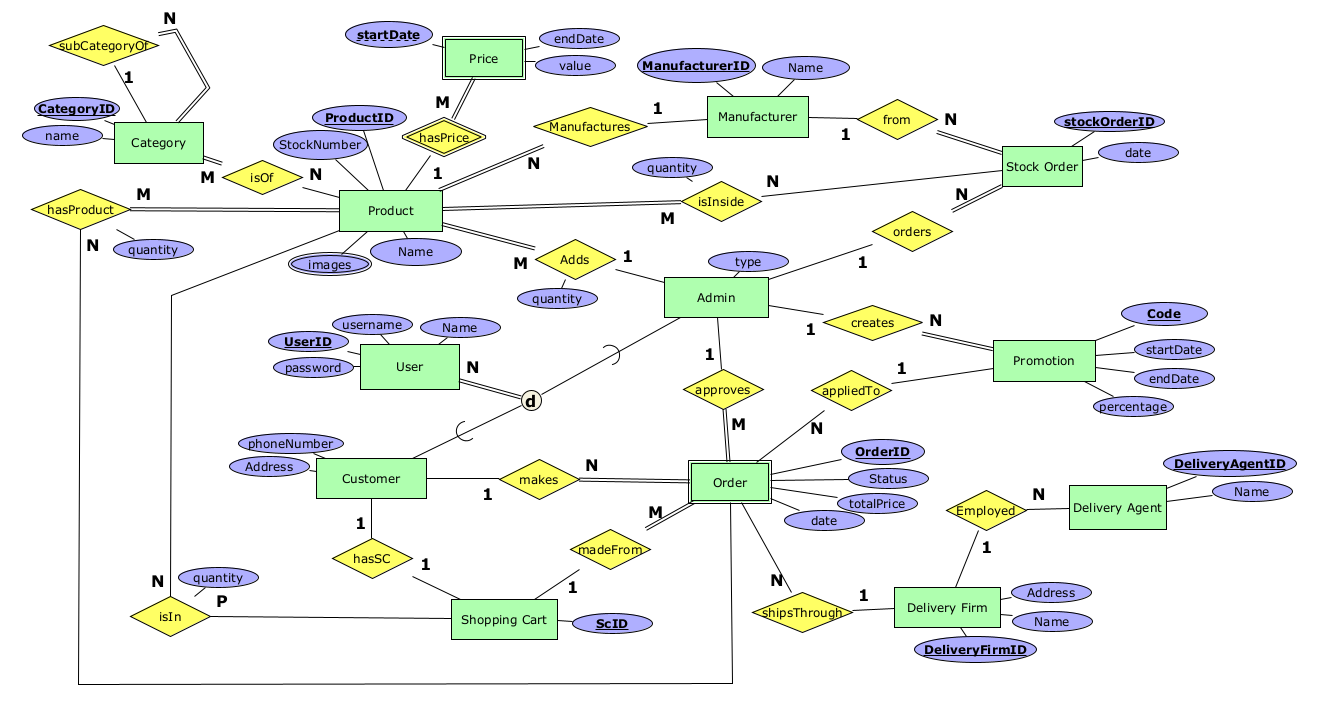 N
subCategoryOf
1
startDate
Price
endDate
value
M
hasPrice
1
ManufacturerID
Name
Manufacturer
1
Manufactures
N
1
from
N
stockOrderID
date
Stock Order
CategoryID
name
Category
M
isOf
N
ProductID
StockNumber
Product
images
Name
quantity
isInside
N
M
N
orders
1
hasProduct
M
N
quantity
M
Adds
1
quantity
type
Admin
1
creates
N
Code
startDate
endDate
percentage
Promotion
1
appliedTo
N
username
Name
UserID
password
User
N
d
1
approves
M
phoneNumber
Address
Customer
1
makes
N
Order
OrderID
Status
totalPrice
date
DeliveryAgentID
Name
Delivery Agent
N
Employed
1
1
hasSC
1
M
madeFrom
1
N
quantity
P
isIn
Shopping Cart
ScID
N
shipsThrough
1
Delivery Firm
Address
Name
DeliveryFirmID